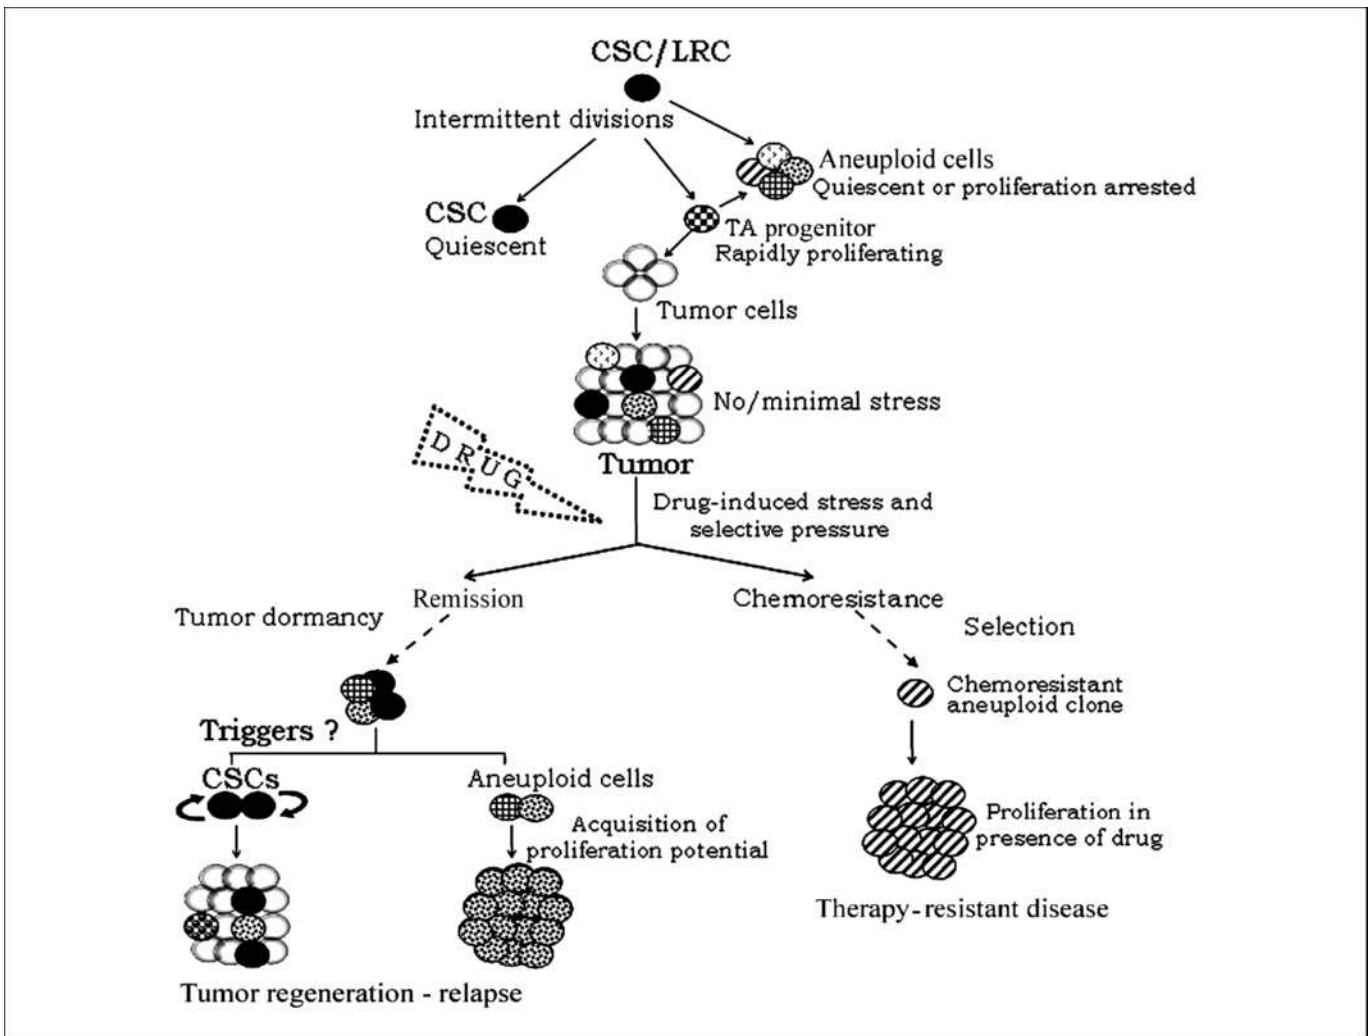 CSC/LRC
Intermittent divisions
Aneuploid cells
Quiescent or proliferation arrested
CSC
Quiescent
TA progenitor
Rapidly proliferating
Tumor cells
No/minimal stress
DRUG
Tumor
Drug-induced stress and
selective pressure
Remission
Chemoresistance
Tumor dormancy
Selection
Chemoresistant
aneuploid clone
Triggers ?
CSCs
Aneuploid cells
Acquisition of
proliferation potential
Proliferation in
presence of drug
Therapy-resistant disease
Tumor regeneration - relapse